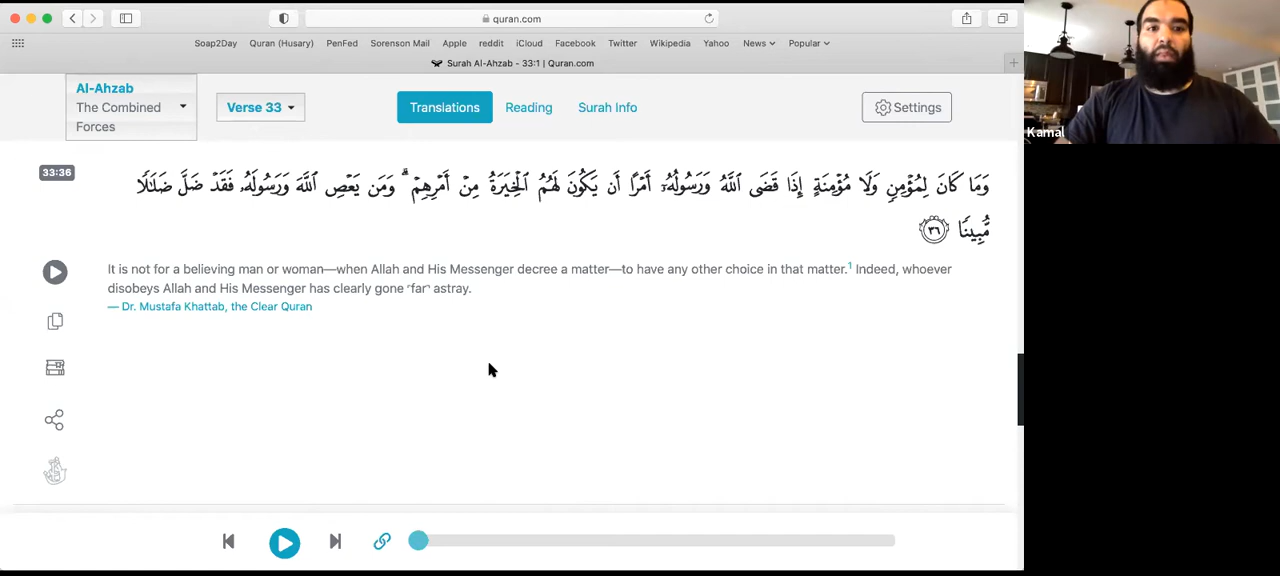 quran.com
Soap2Day Quran (Husary) PenFed Sorenson Mail Apple reddit iCloud Facebook Twitter Wikipedia Yahoo News Popular
Surah Al-Ahzab - 33:1 | Quran.com
Al-Ahzab
The Combined
Forces
Verse 33
Translations
Reading
Surah Info
Settings
Kamal
33:36
وَمَا كَانَ لِمُؤْمِنٍ وَلَا مُؤْمِنَةٍ إِذَا قَضَى ٱللَّهُ وَرَسُولُهُۥٓ أَمْرًا أَن يَكُونَ لَهُمُ ٱلْخِيَرَةُ مِنْ أَمْرِهِمْ ۗ وَمَن يَعْصِ ٱللَّهَ وَرَسُولَهُۥ فَقَدْ ضَلَّ ضَلَـٰلًا
مُّبِينًا ٣٦
It is not for a believing man or woman—when Allah and His Messenger decree a matter—to have any other choice in that matter.1 Indeed, whoever
disobeys Allah and His Messenger has clearly gone ˹far˺ astray.
— Dr. Mustafa Khattab, the Clear Quran